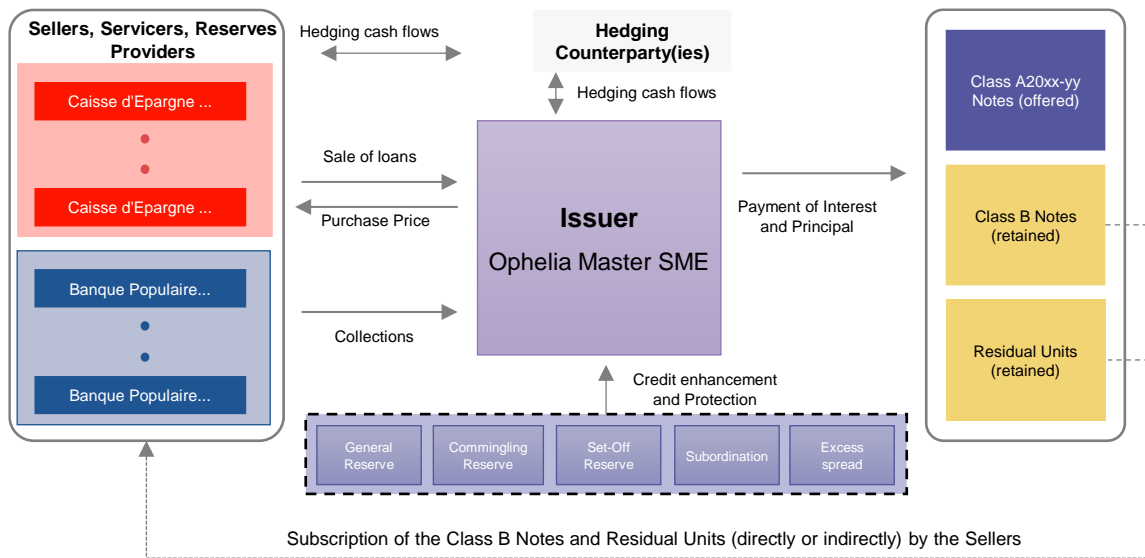 Sellers, Servicers, Reserves
Providers
Caisse d'Epargne ...
Caisse d'Epargne ...
Banque Populaire...
Banque Populaire...
Hedging cash flows
Hedging
Counterparty(ies)
Hedging cash flows
Sale of loans
Purchase Price
Collections
Issuer
Ophelia Master SME
Payment of Interest
and Principal
Class A20xx-yy
Notes (offered)
Class B Notes
(retained)
Residual Units
(retained)
Credit enhancement
and Protection
General
Reserve
Commingling
Reserve
Set-Off
Reserve
Subordination
Excess
spread
Subscription of the Class B Notes and Residual Units (directly or indirectly) by the Sellers